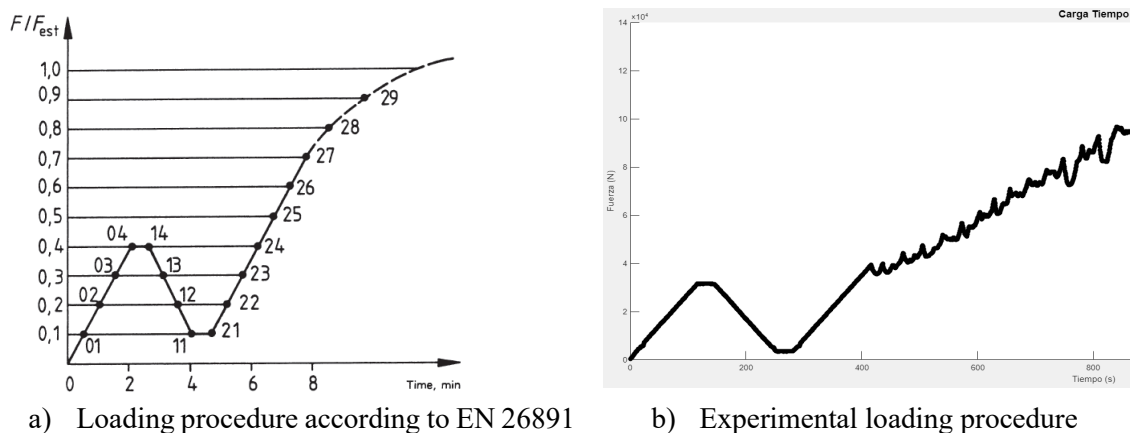 F/Fest
1,0
0,9
0,8
0,7
0,6
0,5
0,4
0,3
0,2
0,1
0 2 4 6 8 Time, min
01 02 03 04 14 13 12 11 21 22 23 24 25 26 27 28 29
Carga Tiempo
×10⁴
14
12
10
8
6
4
2
0
Fuerza (N)
0 200 400 600 800
Tiempo (s)
a) Loading procedure according to EN 26891 b) Experimental loading procedure